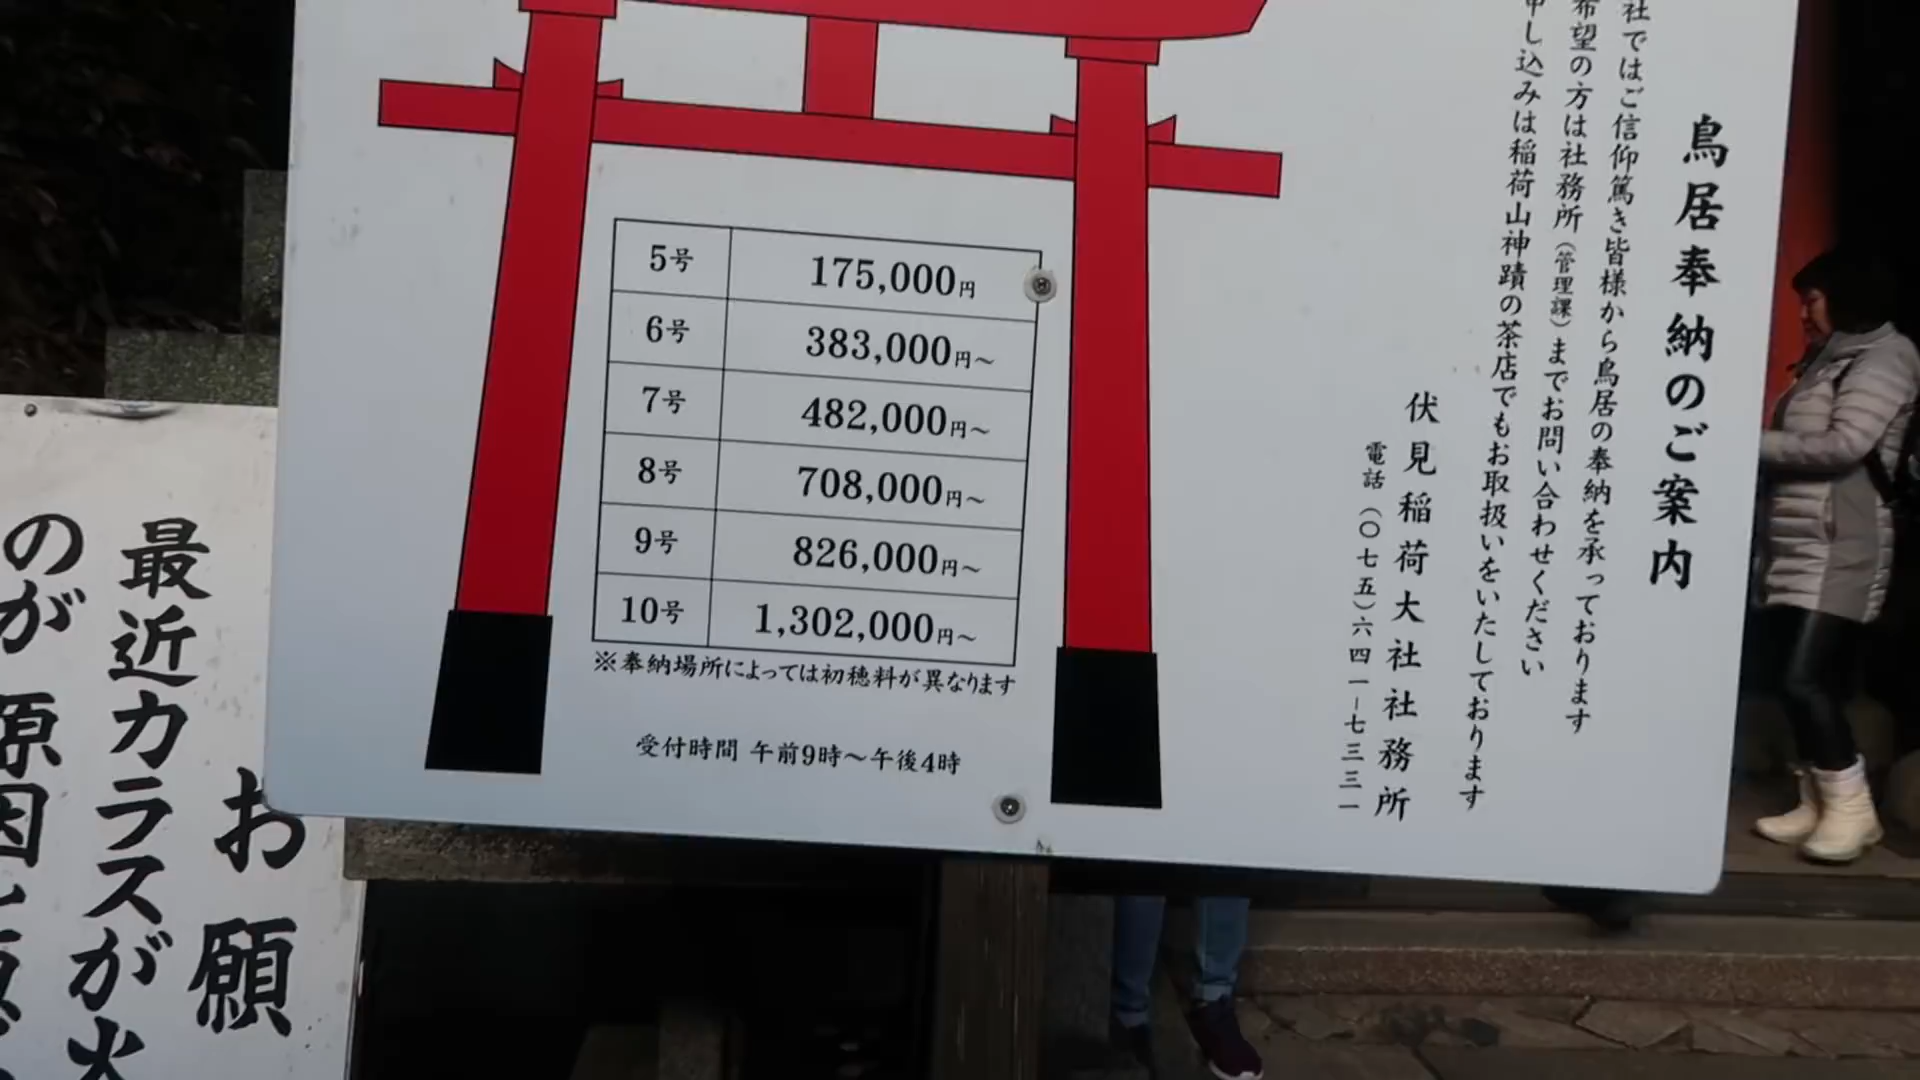 鳥居奉納のご案内
社ではご信仰篤き皆様から鳥居の奉納を承っております
希望の方は社務所(管理課)までお問い合わせください
申し込みは稲荷山神蹟の茶店でもお取扱いをいたしております
伏見稲荷大社社務所
電話(〇七五)六四一-七三三一
5号 175,000円
6号 383,000円~
7号 482,000円~
8号 708,000円~
9号 826,000円~
10号 1,302,000円~
※奉納場所によっては初穂料が異なります
受付時間 午前9時~午後4時
お願
最近カラスが火
のが原因と